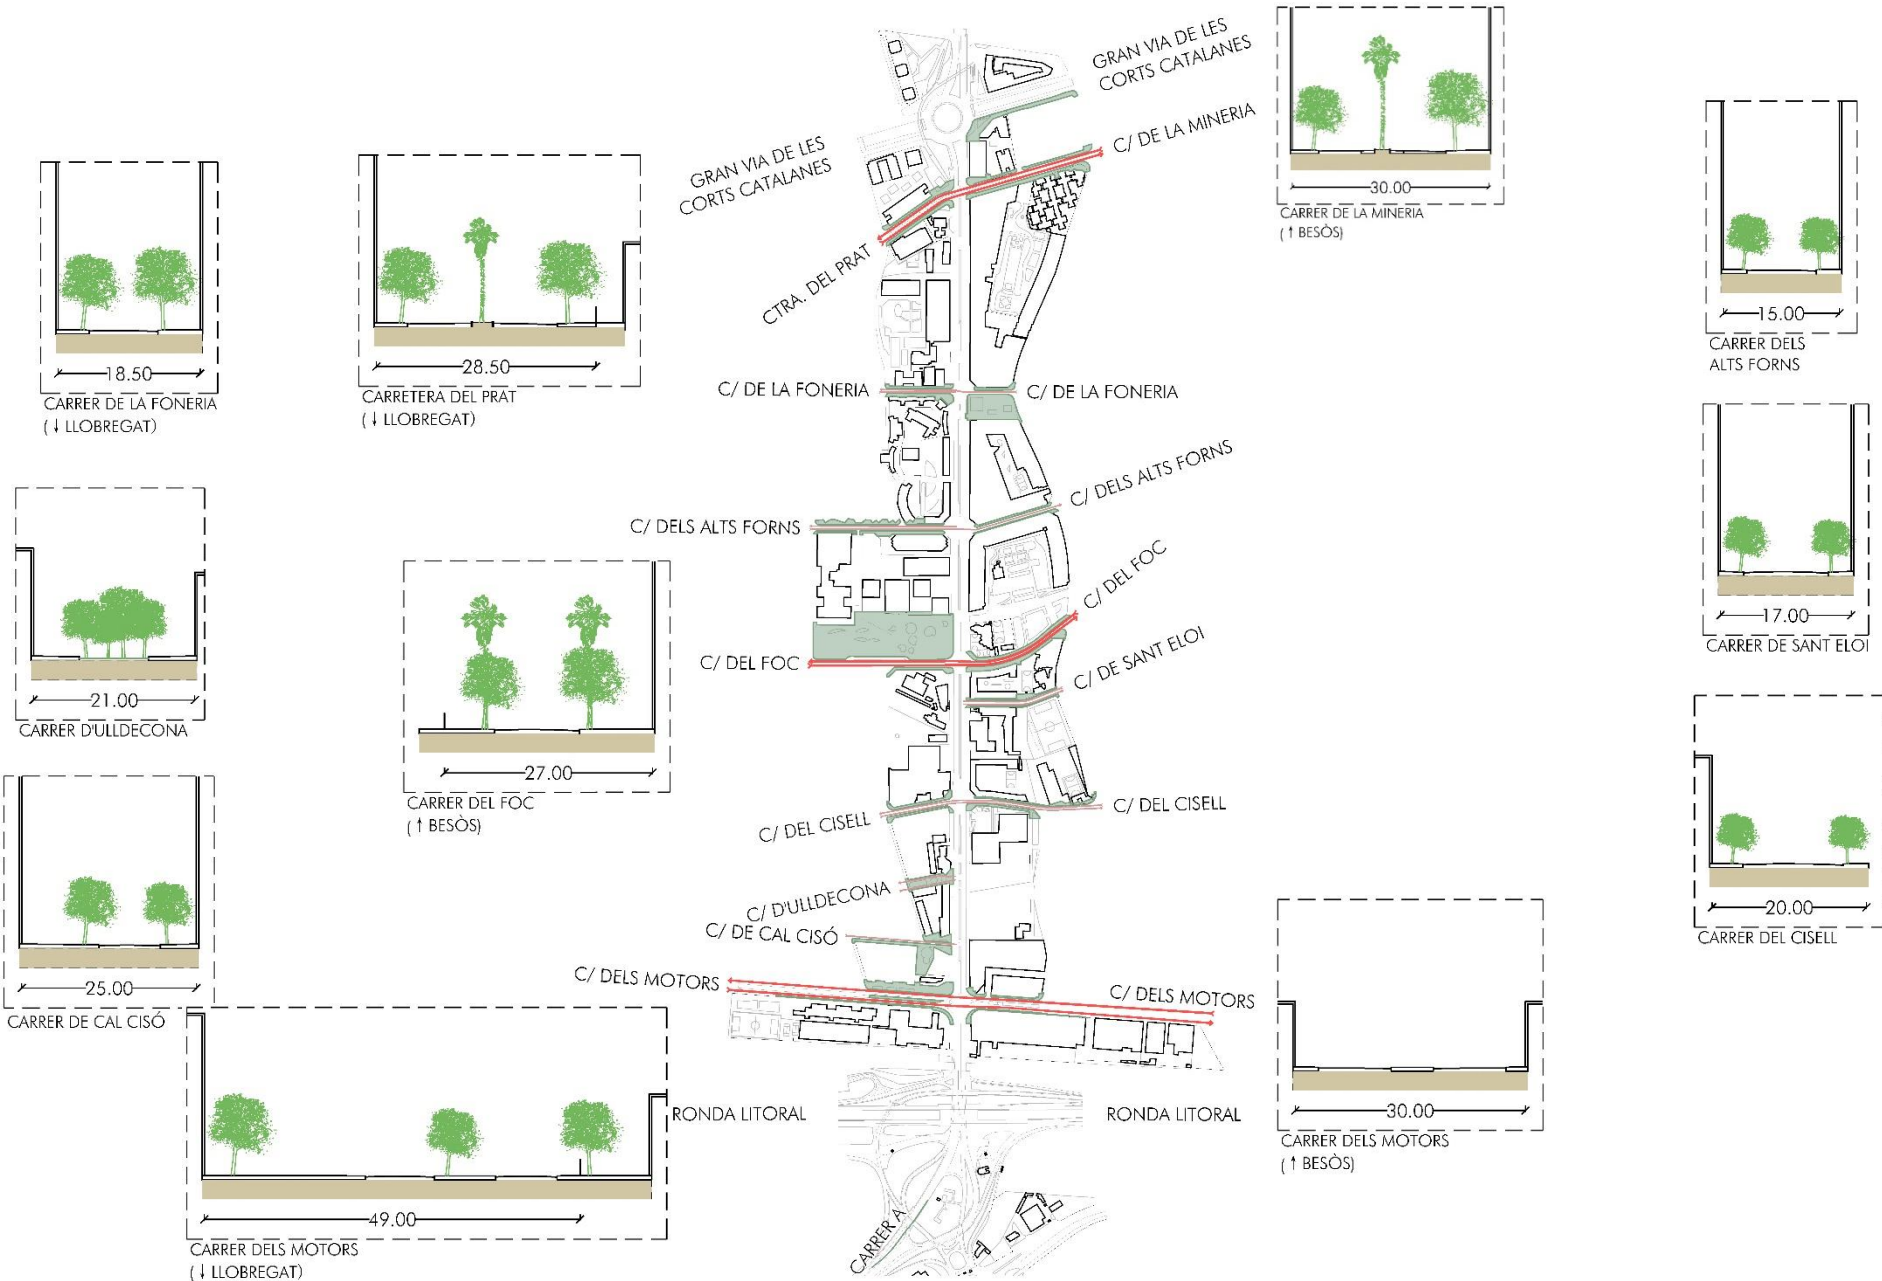 GRAN VIA DE LES
CORTS CATALANES
C/ DE LA MINERIA
GRAN VIA DE LES
CORTS CATALANES
CTRA. DEL PRAT
C/ DE LA FONERIA
C/ DE LA FONERIA
C/ DELS ALTS FORNS
C/ DELS ALTS FORNS
C/ DEL FOC
C/ DEL FOC
C/ DE SANT ELOI
C/ DEL CISELL
C/ DEL CISELL
C/ D'ULLDECONA
C/ DE CAL CISÓ
C/ DELS MOTORS
C/ DELS MOTORS
RONDA LITORAL
RONDA LITORAL
CARRER A
18.50
CARRER DE LA FONERIA
(↓ LLOBREGAT)
28.50
CARRETERA DEL PRAT
(↓ LLOBREGAT)
21.00
CARRER D'ULLDECONA
27.00
CARRER DEL FOC
(↑ BESÒS)
25.00
CARRER DE CAL CISÓ
49.00
CARRER DELS MOTORS
(↓ LLOBREGAT)
30.00
CARRER DE LA MINERIA
(↑ BESÒS)
15.00
CARRER DELS
ALTS FORNS
17.00
CARRER DE SANT ELOI
20.00
CARRER DEL CISELL
30.00
CARRER DELS MOTORS
(↑ BESÒS)